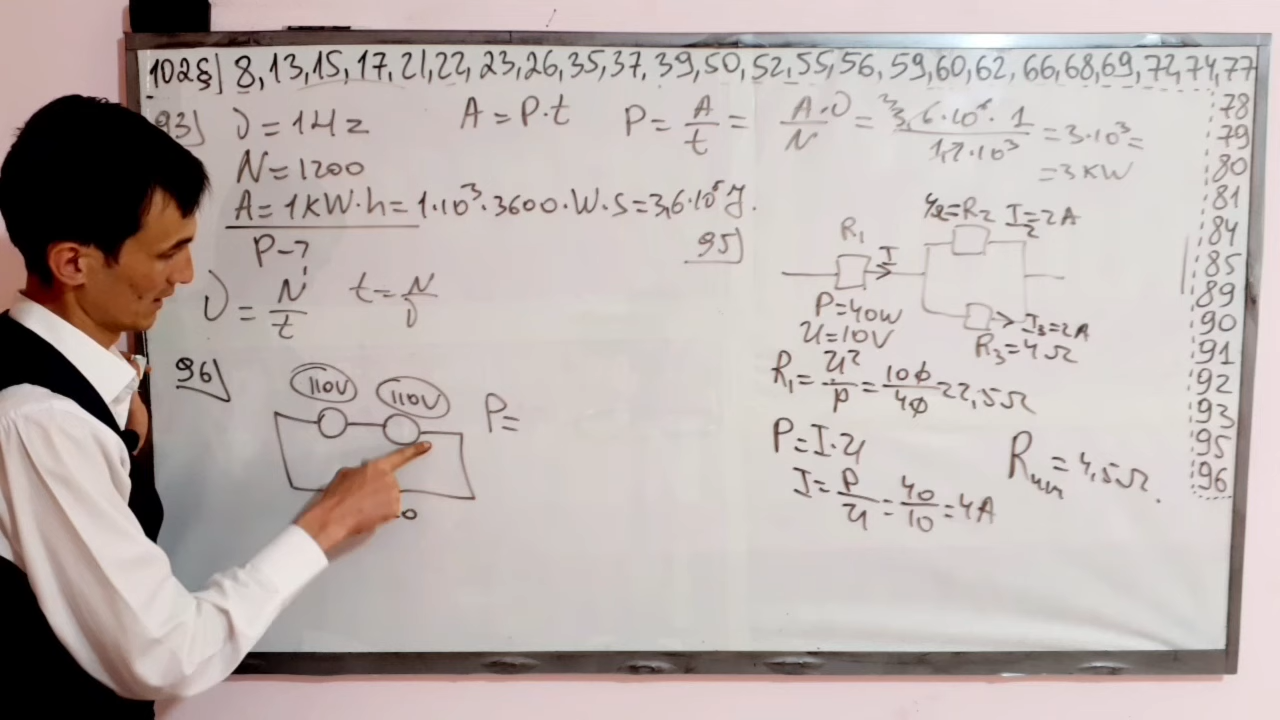 102§] 8,13,15,17,21,22,23,26,35,37,39,50,52,55,56,59,60,62,66,68,69,72,74,77
78
79
80
81
84
85
89
90
91
92
93
95
96
93) ν = 1Hz
N = 1200
A = 1KW·h = 1·10³·3600·W·s = 3,6·10⁶ J.
P-?
ν = N/t t = N/ν
A = P·t P = A/t = A·ν/N = 3,6·10⁶·1/1,2·10³ = 3·10³ =
= 3KW
95)
R₁
I
P = 40W
U = 10V
4Ω = R₂ I₂ = 2A
I₃ = 2A
R₃ = 4Ω
R₁ = U²/P = 100/40 = 2,5Ω
P = I·U
I = P/U = 40/10 = 4A
= 4,5Ω.
96)
110V 110V
P =